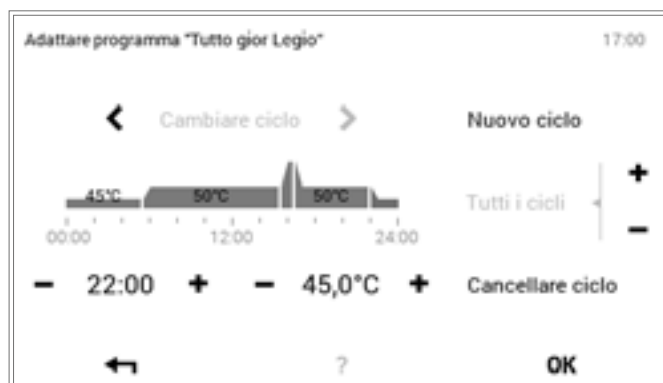 Adattare programma "Tutto gior Legio" 17:00
Cambiare ciclo Nuovo ciclo
45°C 50°C 50°C
Tutti i cicli
00:00 12:00 24:00
− 22:00 + − 45,0°C + Cancellare ciclo
? OK